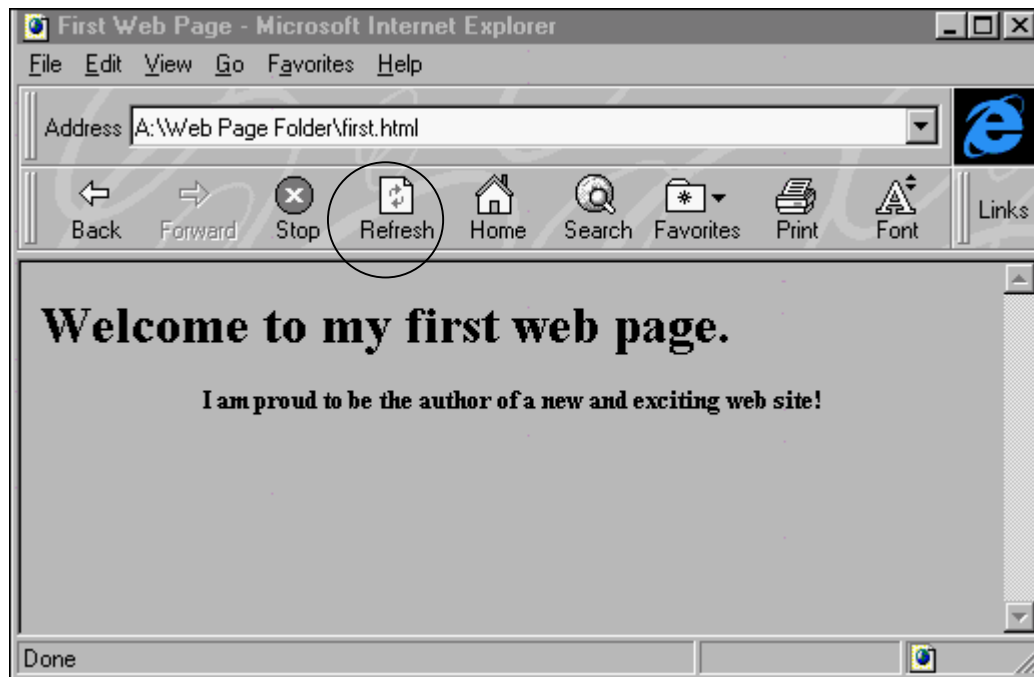 First Web Page - Microsoft Internet Explorer
File Edit View Go Favorites Help
Address A:\Web Page Folder\first.html
Back Forward Stop Refresh Home Search Favorites Print Font Links
Welcome to my first web page.
I am proud to be the author of a new and exciting web site!
Done